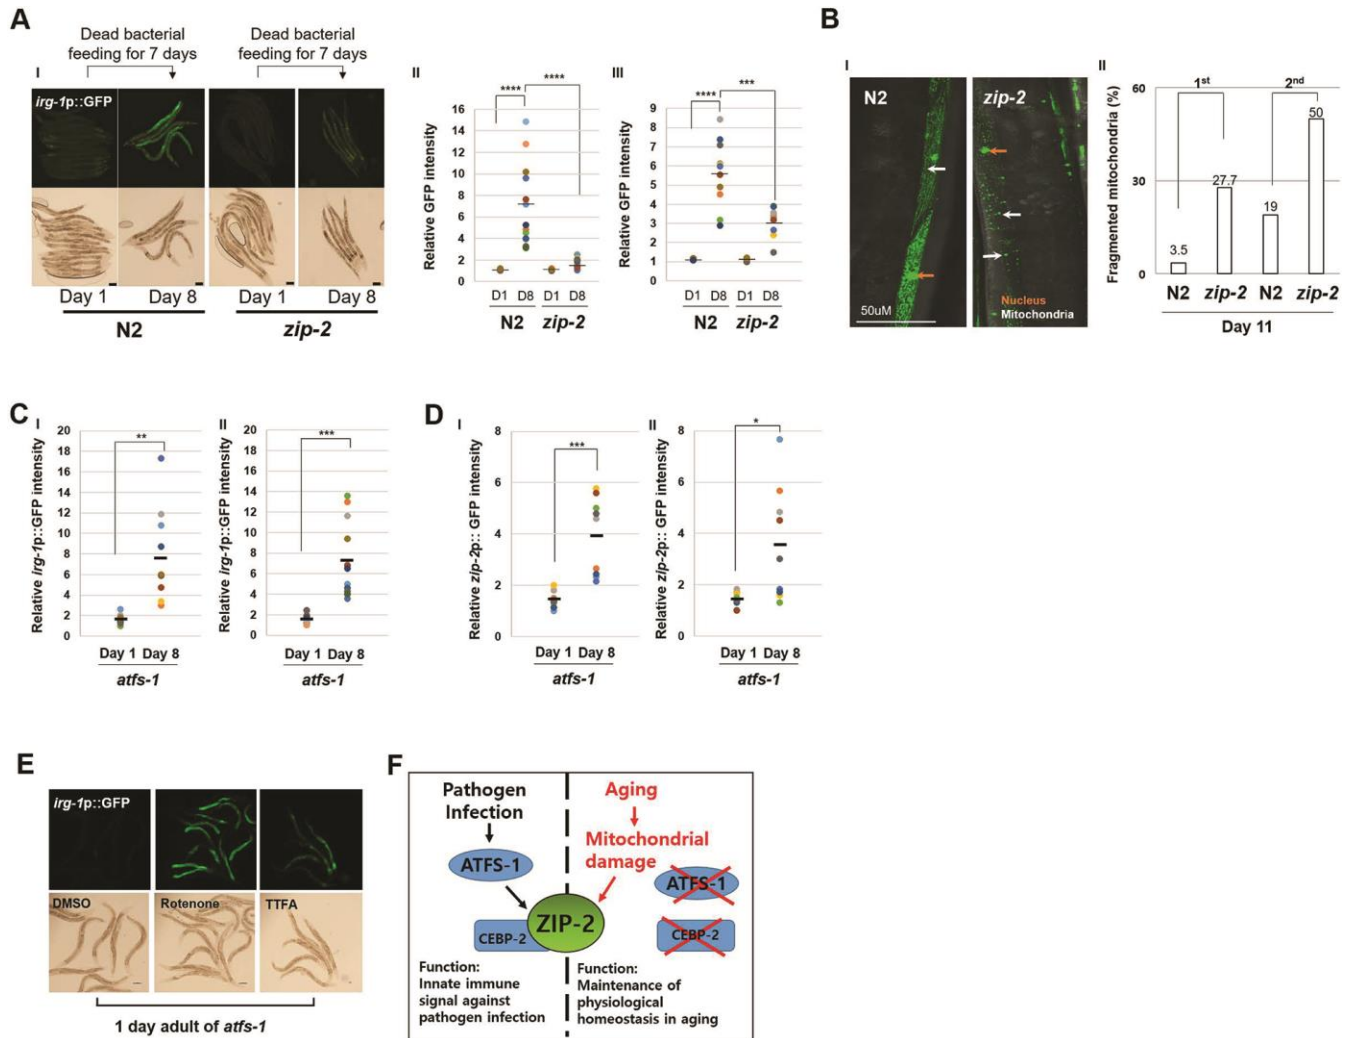 A
Dead bacterial
feeding for 7 days
Dead bacterial
feeding for 7 days
I
irg-1p::GFP
Day 1
Day 8
Day 1
Day 8
N2
zip-2
II
****
****
Relative GFP intensity
16
14
12
10
8
6
4
2
0
D1
D8
D1
D8
N2
zip-2
III
****
***
Relative GFP intensity
9
8
7
6
5
4
3
2
1
0
D1
D8
D1
D8
N2
zip-2
B
I
N2
zip-2
50uM
Nucleus
Mitochondria
II
Fragmented mitochondria (%)
60
30
0
1st
2nd
3.5
27.7
19
50
N2
zip-2
N2
zip-2
Day 11
C
I
Relative irg-1p::GFP intensity
20
18
16
14
12
10
8
6
4
2
0
**
Day 1 Day 8
atfs-1
II
Relative irg-1p::GFP intensity
20
18
16
14
12
10
8
6
4
2
0
***
Day 1 Day 8
atfs-1
D
I
Relative zip-2p:: GFP intensity
8
6
4
2
0
***
Day 1 Day 8
atfs-1
II
Relative zip-2p:: GFP intensity
8
6
4
2
0
*
Day 1 Day 8
atfs-1
E
irg-1p::GFP
DMSO
Rotenone
TTFA
1 day adult of atfs-1
F
Pathogen
Infection
ATFS-1
CEBP-2
ZIP-2
Function:
Innate immune
signal against
pathogen infection
Aging
Mitochondrial
damage
ATFS-1
CEBP-2
Function:
Maintenance of
physiological
homeostasis in aging